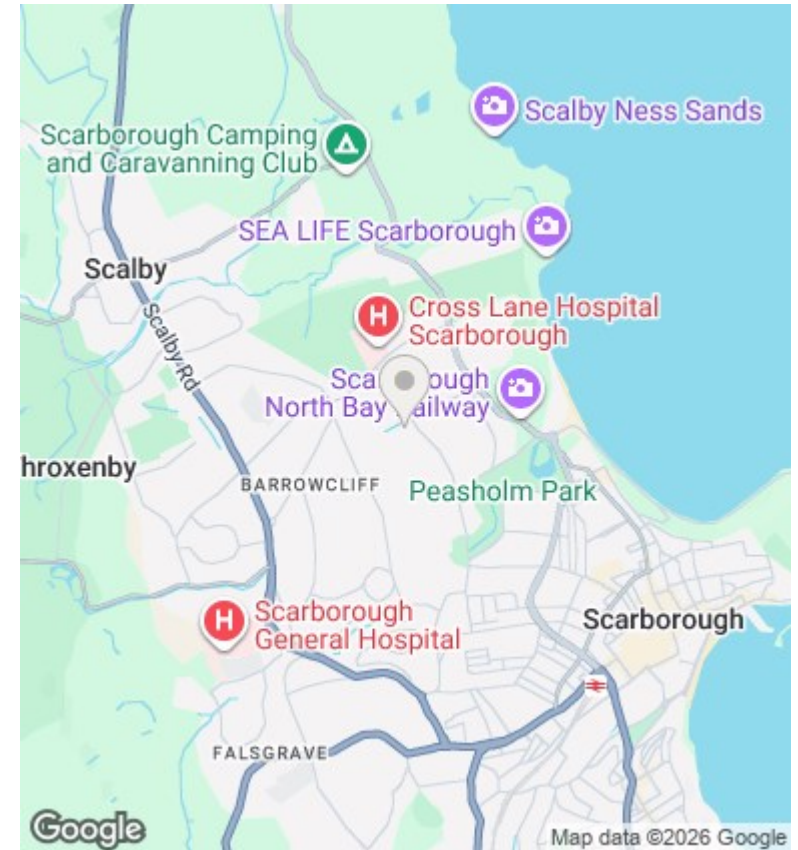 Scalby Ness Sands
Scarborough Camping
and Caravanning Club
SEA LIFE Scarborough
Scalby
Cross Lane Hospital
Scarborough
Scalby Rd
North Bay
hroxenby
BARROWCLIFF
Peasholm Park
H
Scarborough
General Hospital
Scarborough
FALSGRAVE
Google
Map data ©2026 Google